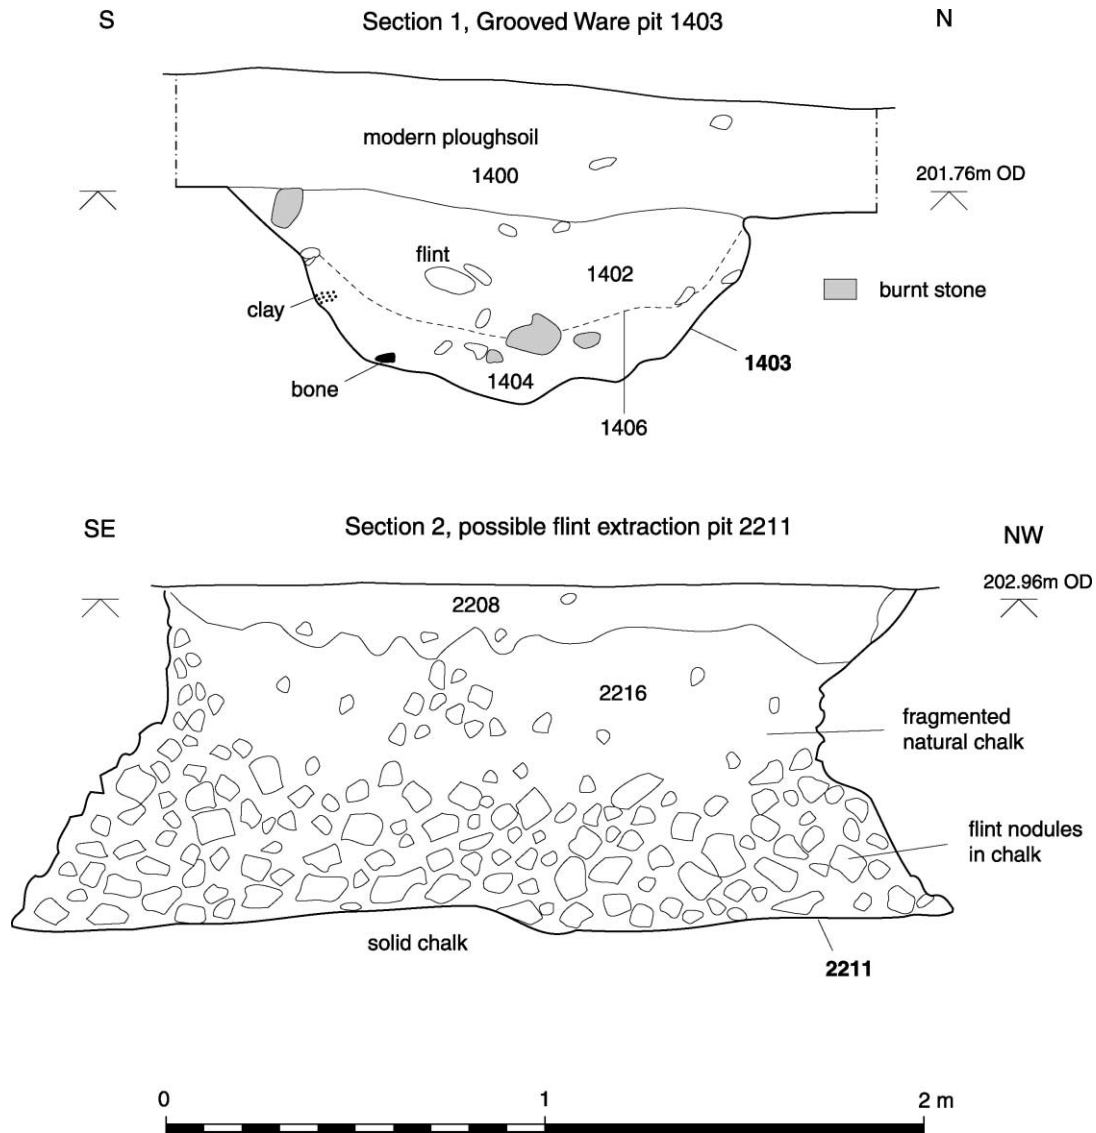 S
Section 1, Grooved Ware pit 1403
N
modern ploughsoil
1400
201.76m OD
flint
1402
burnt stone
clay
1403
bone
1404
1406
SE
Section 2, possible flint extraction pit 2211
NW
202.96m OD
2208
2216
fragmented
natural chalk
flint nodules
in chalk
solid chalk
2211
0
1
2 m